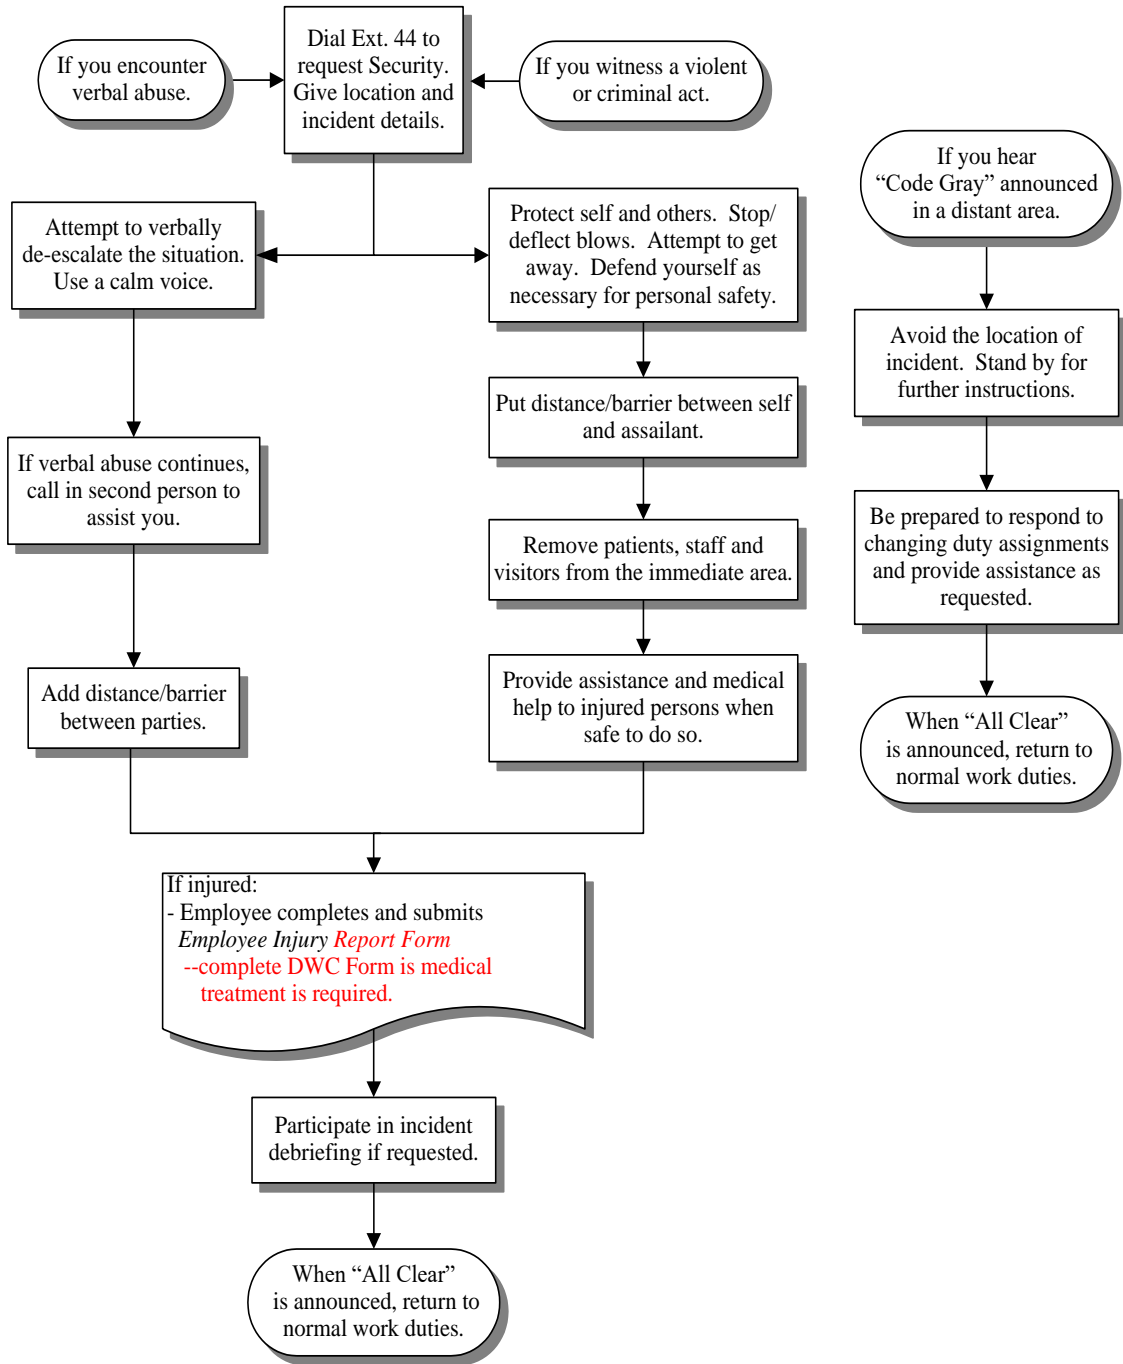 If you encounter
verbal abuse.
Dial Ext. 44 to
request Security.
Give location and
incident details.
If you witness a violent
or criminal act.
Attempt to verbally
de-escalate the situation.
Use a calm voice.
If verbal abuse continues,
call in second person to
assist you.
Add distance/barrier
between parties.
Protect self and others.  Stop/
deflect blows.  Attempt to get
away.  Defend yourself as
necessary for personal safety.
Put distance/barrier between self
and assailant.
Remove patients, staff and
visitors from the immediate area.
Provide assistance and medical
help to injured persons when
safe to do so.
If injured:
- Employee completes and submits
Employee Injury Report Form
--complete DWC Form is medical
treatment is required.
Participate in incident
debriefing if requested.
When “All Clear”
is announced, return to
normal work duties.
If you hear
“Code Gray” announced
in a distant area.
Avoid the location of
incident.  Stand by for
further instructions.
Be prepared to respond to
changing duty assignments
and provide assistance as
requested.
When “All Clear”
is announced, return to
normal work duties.